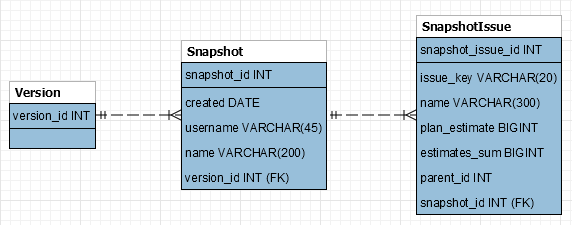 Version
version_id INT
Snapshot
snapshot_id INT
created DATE
username VARCHAR(45)
name VARCHAR(200)
version_id INT (FK)
SnapshotIssue
snapshot_issue_id INT
issue_key VARCHAR(20)
name VARCHAR(300)
plan_estimate BIGINT
estimates_sum BIGINT
parent_id INT
snapshot_id INT (FK)